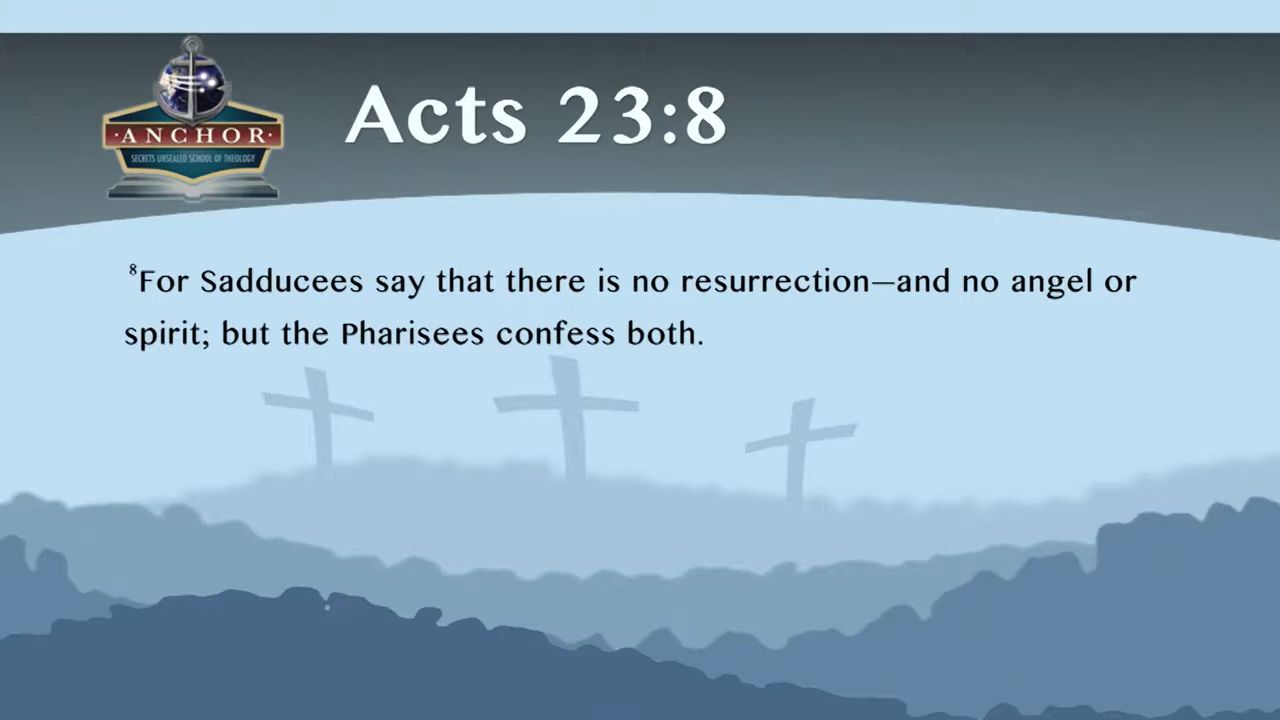 ·ANCHOR·
SECRETS UNSEALED SCHOOL OF THEOLOGY
Acts 23:8
⁸For Sadducees say that there is no resurrection—and no angel or
spirit; but the Pharisees confess both.